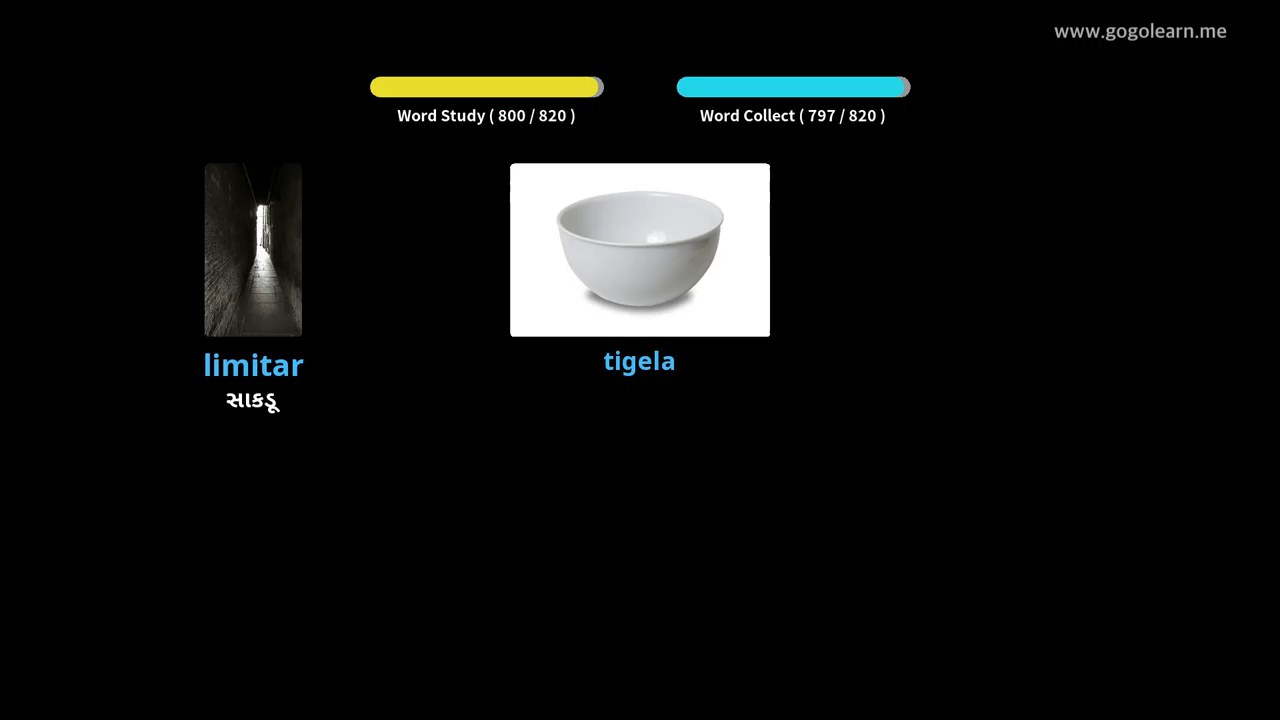 www.gogolearn.me
Word Study ( 800 / 820 )
Word Collect ( 797 / 820 )
limitar
સાકડૂ
tigela